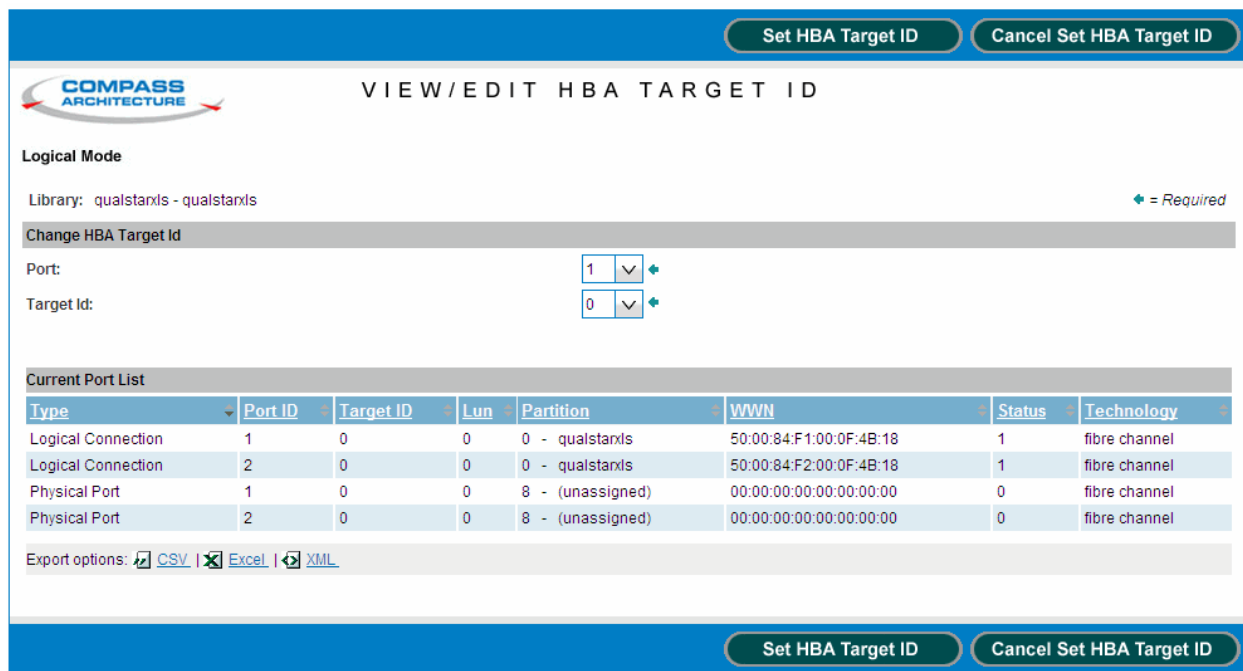 Set HBA Target ID Cancel Set HBA Target ID
COMPASS
ARCHITECTURE
VIEW/EDIT HBA TARGET ID
Logical Mode
Library: qualstarxls - qualstarxls = Required
Change HBA Target Id
Port: 1
Target Id: 0
Current Port List
Type Port ID Target ID Lun Partition WWN Status Technology
Logical Connection 1 0 0 0 - qualstarxls 50:00:84:F1:00:0F:4B:18 1 fibre channel
Logical Connection 2 0 0 0 - qualstarxls 50:00:84:F2:00:0F:4B:18 1 fibre channel
Physical Port 1 0 0 8 - (unassigned) 00:00:00:00:00:00:00:00 0 fibre channel
Physical Port 2 0 0 8 - (unassigned) 00:00:00:00:00:00:00:00 0 fibre channel
Export options: CSV | Excel | XML
Set HBA Target ID Cancel Set HBA Target ID